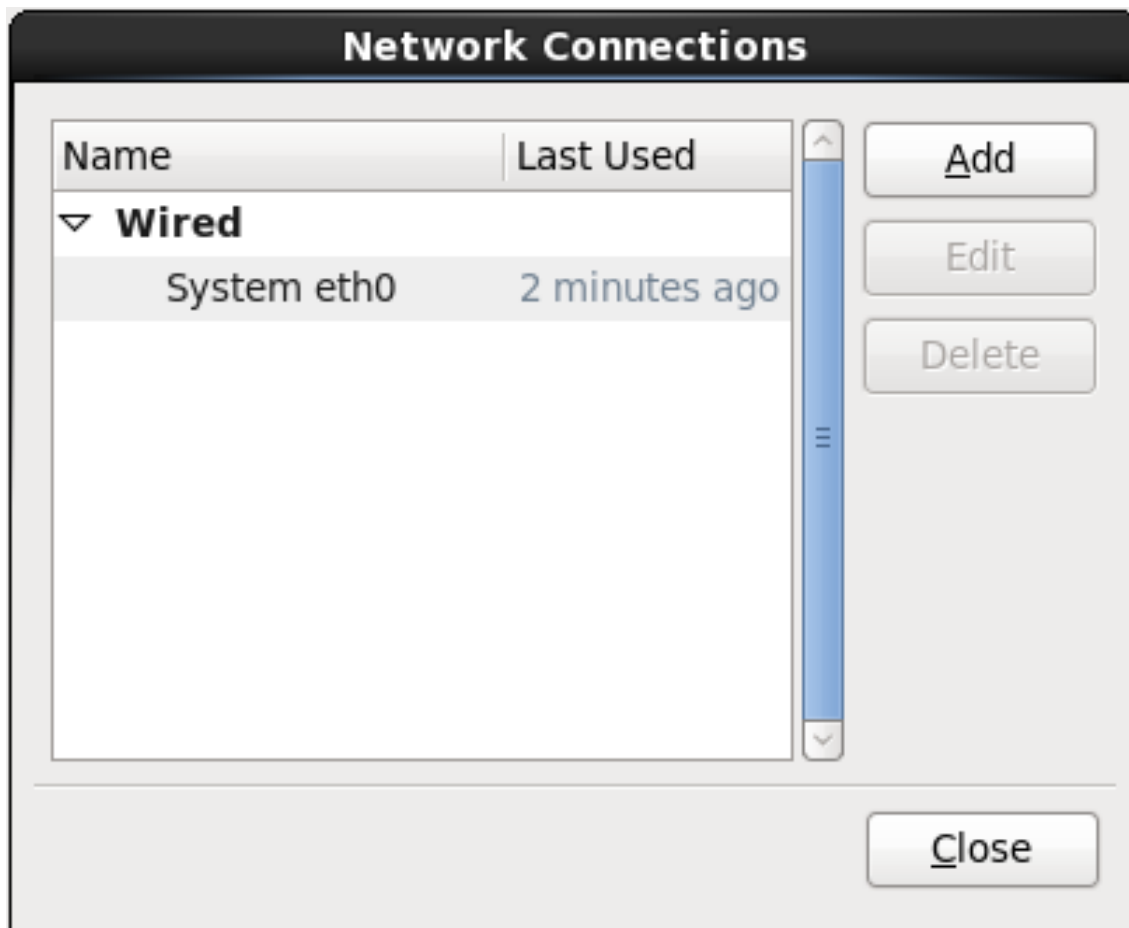 Network Connections
Name Last Used
Wired
System eth0 2 minutes ago
Add
Edit
Delete
Close